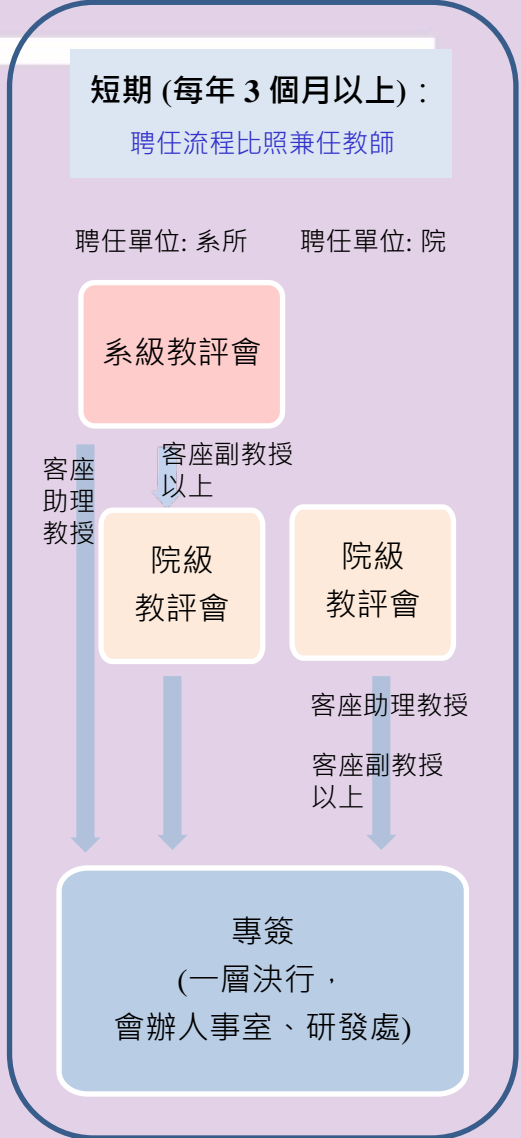 短期 (每年 3 個月以上)：
聘任流程比照兼任教師
聘任單位: 系所
聘任單位: 院
系級教評會
客座
助理
教授
客座副教授
以上
院級
教評會
院級
教評會
客座助理教授
客座副教授
以上
專簽
(一層決行，
會辦人事室、研發處)